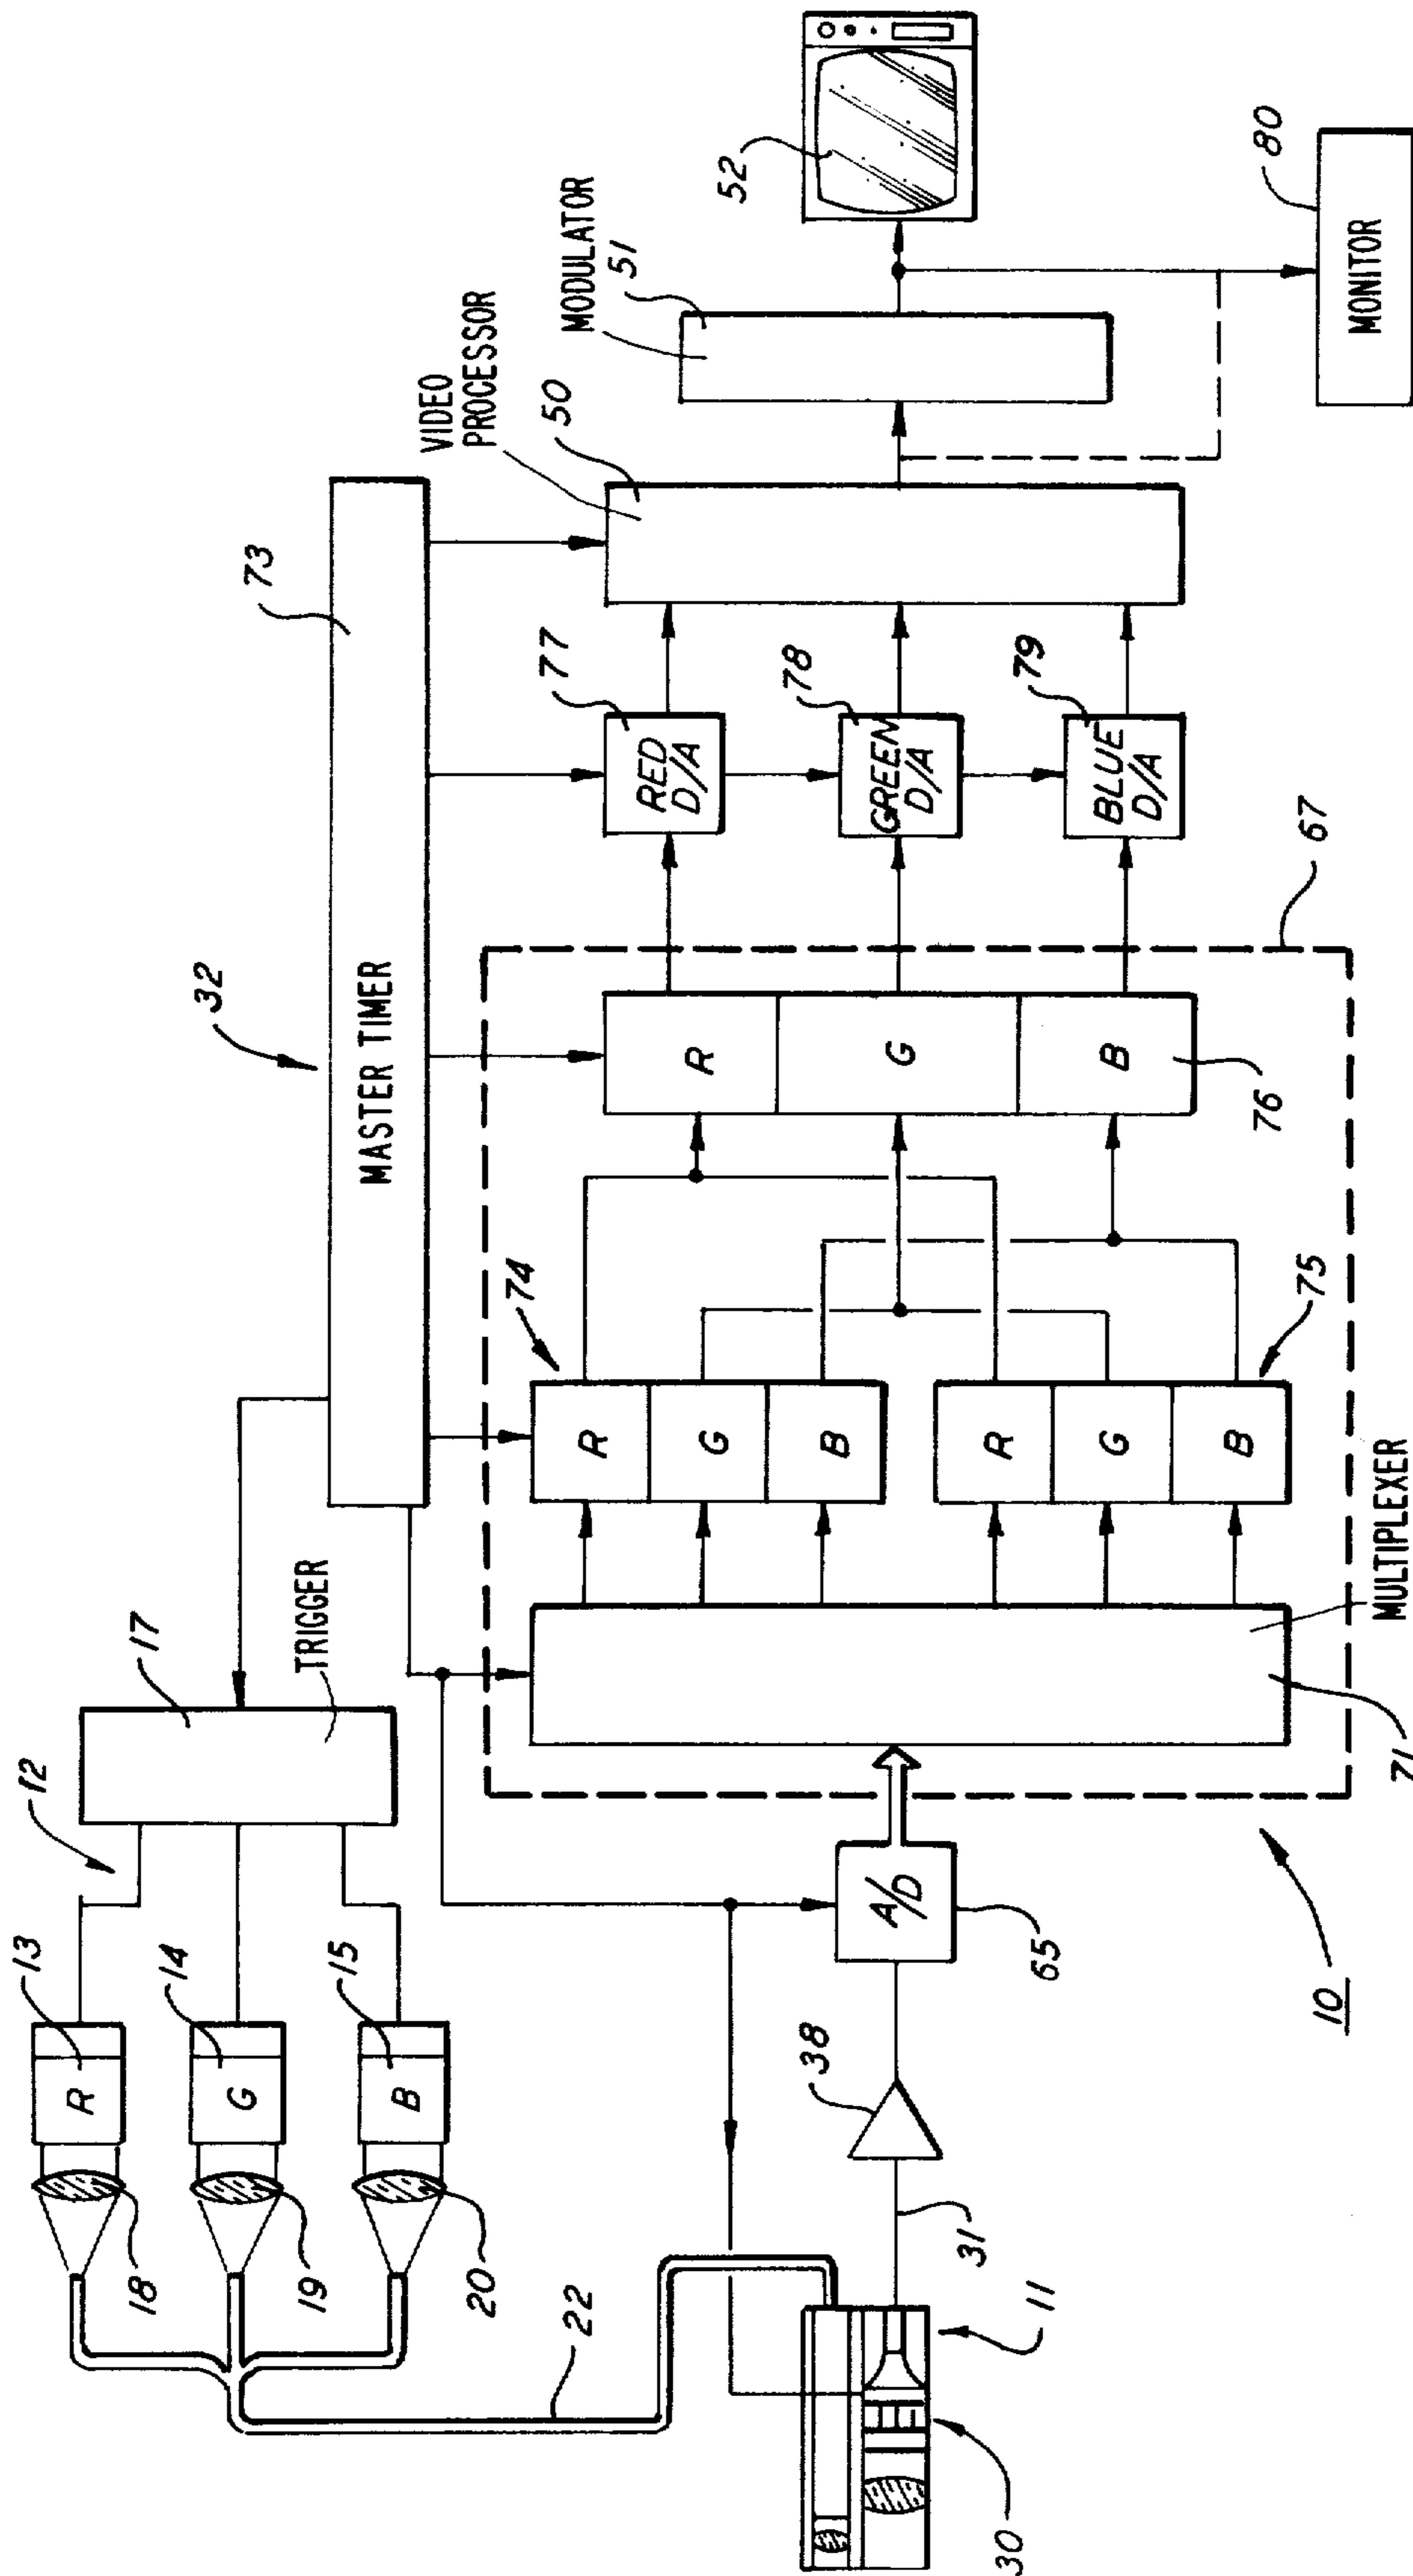 12
17
TRIGGER
R
13
G
14
B
15
18
19
20
22
32
MASTER TIMER
73
VIDEO
PROCESSOR
50
MODULATOR
51
52
MONITOR
80
RED
D/A
77
GREEN
D/A
78
BLUE
D/A
79
67
R
G
B
76
74
R
G
B
75
R
G
B
MULTIPLEXER
71
A/D
65
38
31
11
30
10